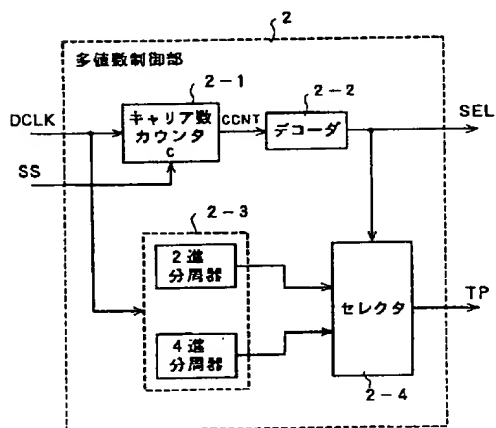 2
多値数制御部
2-1
DCLK
キャリア数
カウンタ
C
CCNT
2-2
デコーダ
SEL
SS
2-3
2進
分周器
4進
分周器
セレクタ
TP
2-4